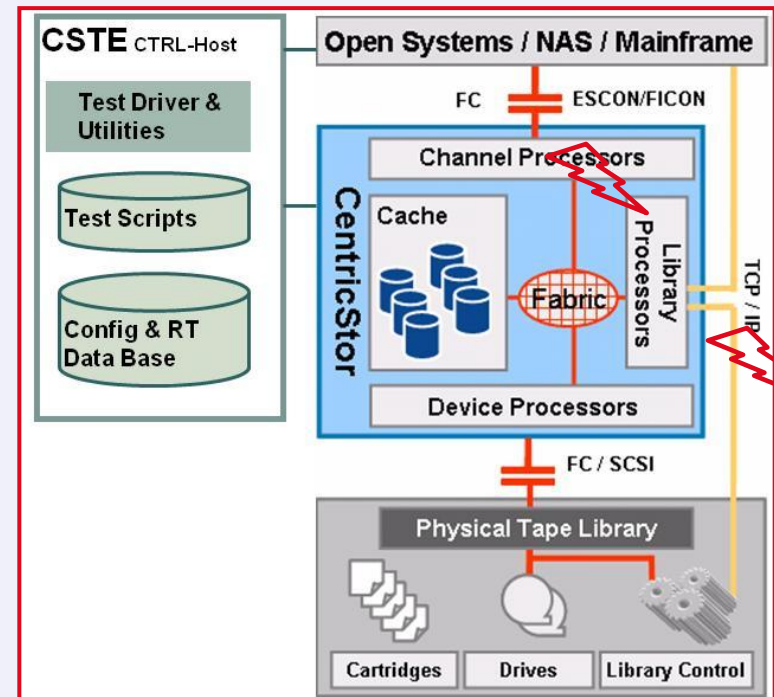 CSTE CTRL-Host
Test Driver &
Utilities
Test Scripts
Config & RT
Data Base
Open Systems / NAS / Mainframe
FC
ESCON/FICON
CentricStor
Channel Processors
Cache
Fabric
Library
Processors
TCP / IP
Device Processors
FC / SCSI
Physical Tape Library
Cartridges
Drives
Library Control